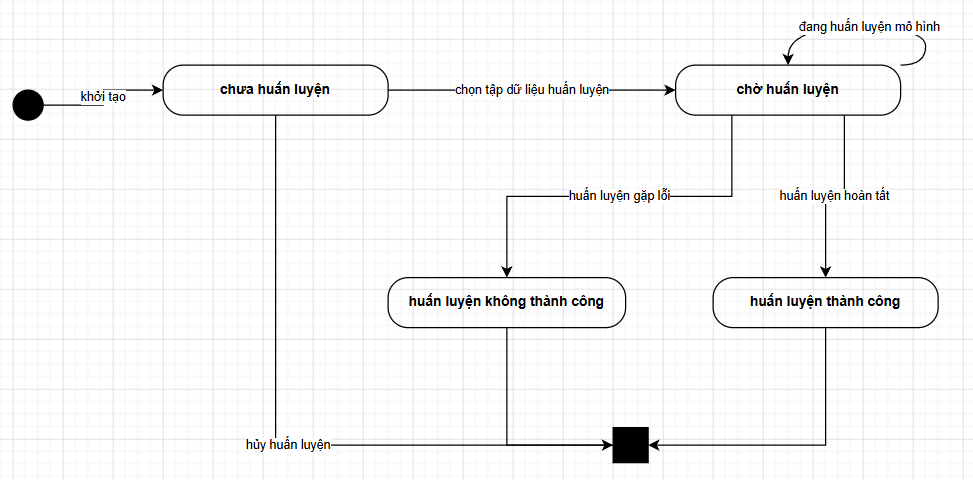 đang huấn luyện mô hình
khởi tạo
chưa huấn luyện
chọn tập dữ liệu huấn luyện
chờ huấn luyện
huấn luyện gặp lỗi
huấn luyện hoàn tất
huấn luyện không thành công
huấn luyện thành công
hủy huấn luyện